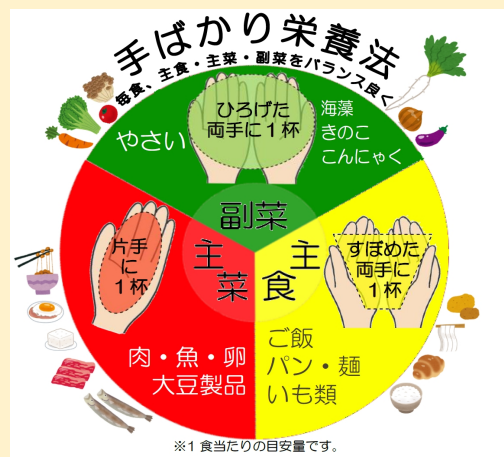 手ばかり栄養法
毎食、主食・主菜・副菜をバランス良く
ひろげた
両手に1杯
やさい
海藻
きのこ
こんにゃく
副菜
片手
に
1杯
主
菜
肉・魚・卵
大豆製品
主
食
すぼめた
両手に
1杯
ご飯
パン・麺
いも類
※1食当たりの目安量です。